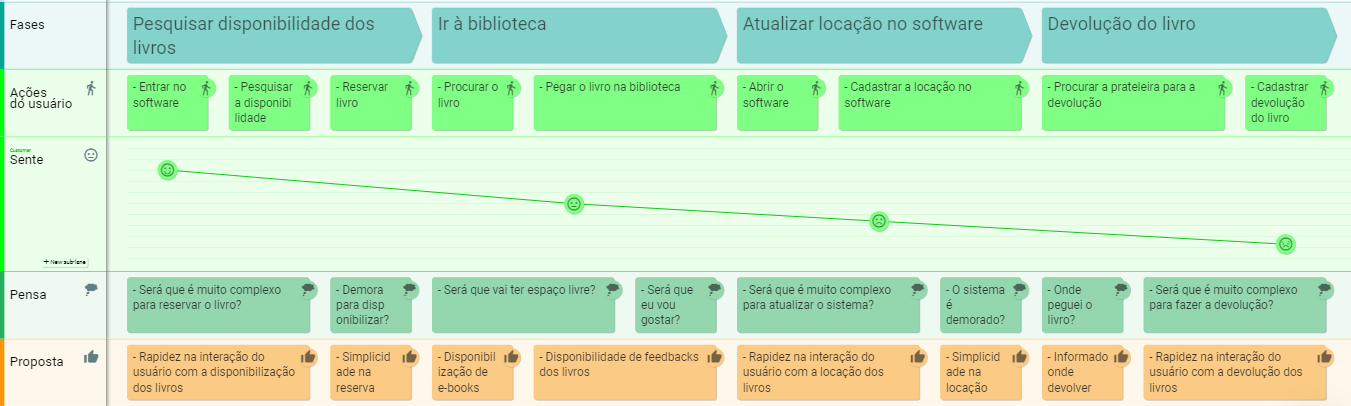 Fases
Pesquisar disponibilidade dos
livros
Ir à biblioteca
Atualizar locação no software
Devolução do livro
Ações
do usuário
- Entrar no
software
- Pesquisar
a disponibi
lidade
- Reservar
livro
- Procurar o
livro
- Pegar o livro na biblioteca
- Abrir o
software
- Cadastrar a locação no
software
- Procurar a prateleira para a
devolução
- Cadastrar
devolução
do livro
Customer
Sente
+ New subrlane
Pensa
- Será que é muito complexo
para reservar o livro?
- Demora
para disp
onibilizar?
- Será que vai ter espaço livre?
- Será que
eu vou
gostar?
- Será que é muito complexo
para atualizar o sistema?
- O sistema
é
demorado?
- Onde
peguei o
livro?
- Será que é muito complexo
para fazer a devolução?
Proposta
- Rapidez na interação do
usuário com a disponibilização
dos livros
- Simplicid
ade na
reserva
- Disponibil
ização de
e-books
- Disponibilidade de feedbacks
dos livros
- Rapidez na interação do
usuário com a locação dos
livros
- Simplicid
ade na
locação
- Informado
onde
devolver
- Rapidez na interação do
usuário com a devolução dos
livros